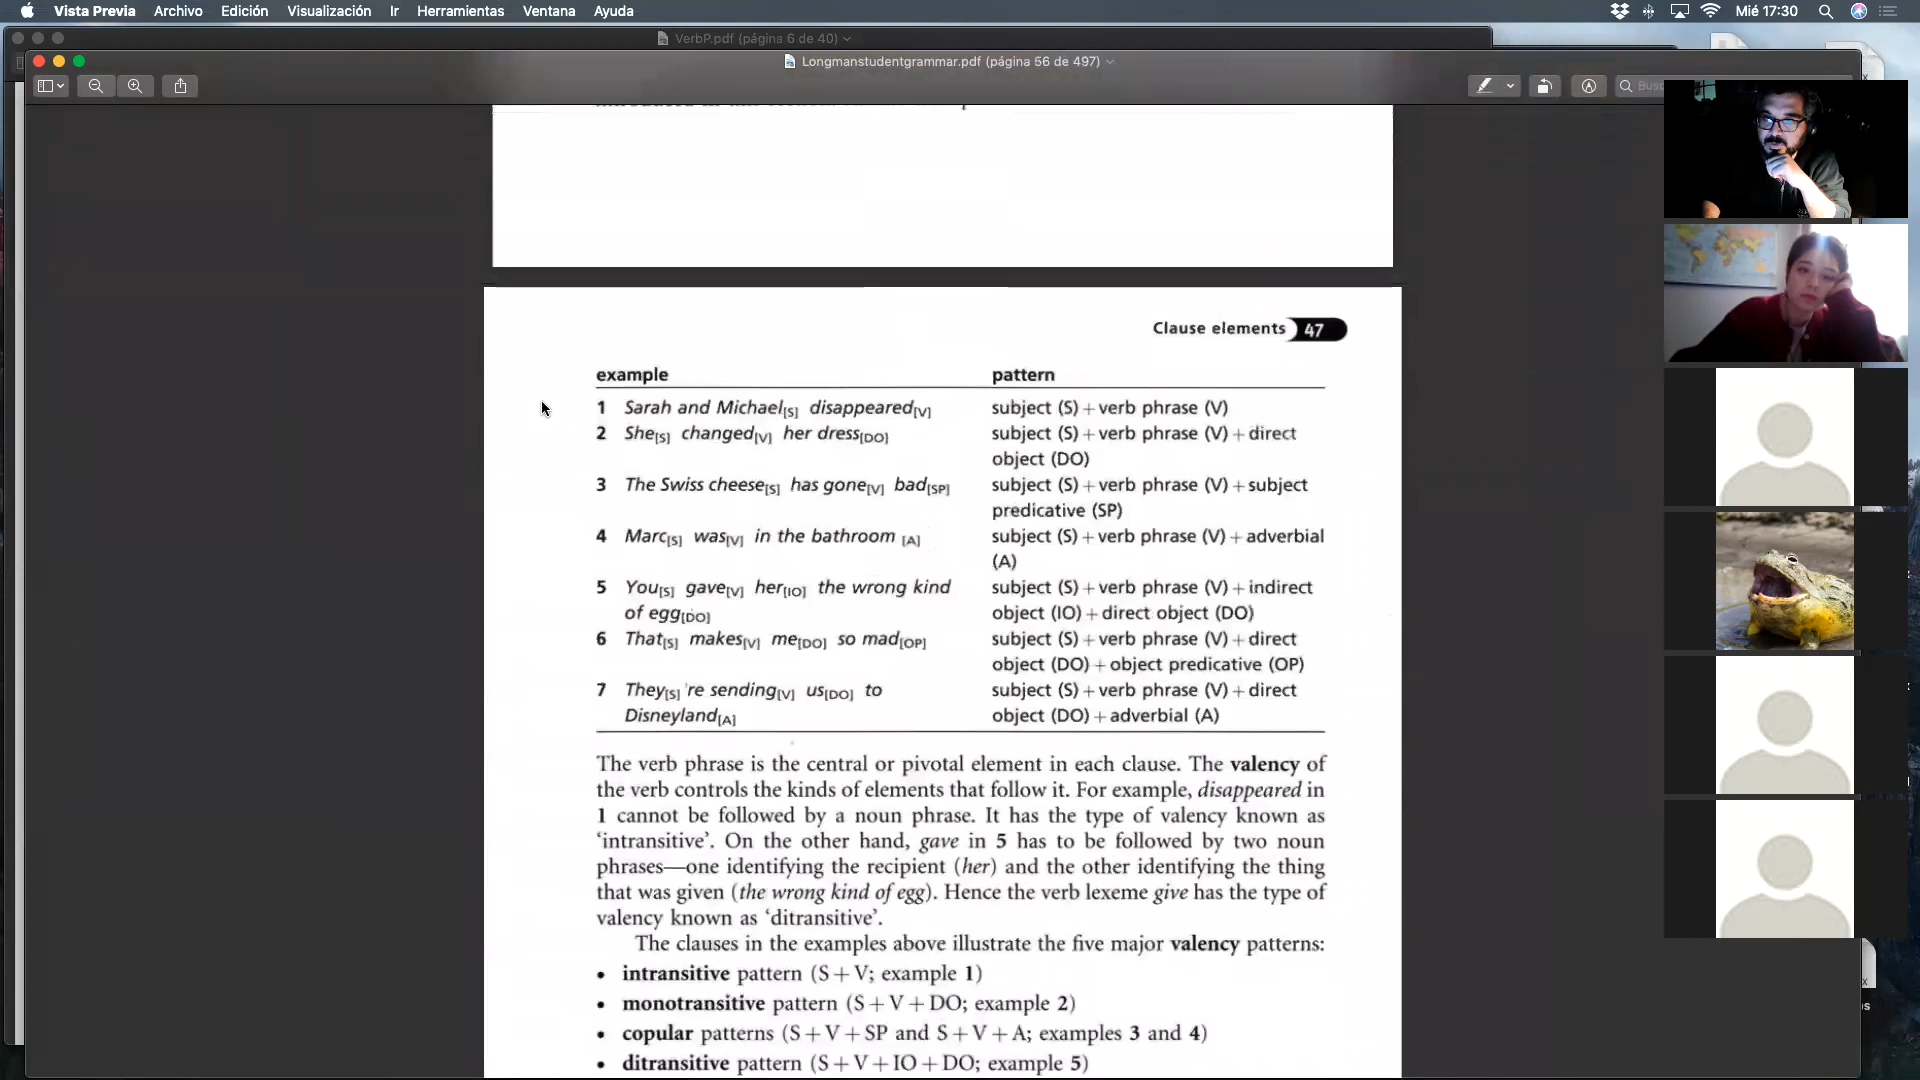 Vista Previa Archivo Edición Visualización Ir Herramientas Ventana Ayuda Mié 17:30
VerbP.pdf (página 6 de 40)
Longmanstudentgrammar.pdf (página 56 de 497)
Clause elements 47
example pattern
1 Sarah and Michael[S] disappeared[V] subject (S) + verb phrase (V)
2 She[S] changed[V] her dress[DO] subject (S) + verb phrase (V) + direct
object (DO)
3 The Swiss cheese[S] has gone[V] bad[SP] subject (S) + verb phrase (V) + subject
predicative (SP)
4 Marc[S] was[V] in the bathroom [A] subject (S) + verb phrase (V) + adverbial
(A)
5 You[S] gave[V] her[IO] the wrong kind subject (S) + verb phrase (V) + indirect
of egg[DO] object (IO) + direct object (DO)
6 That[S] makes[V] me[DO] so mad[OP] subject (S) + verb phrase (V) + direct
object (DO) + object predicative (OP)
7 They[S] 're sending[V] us[DO] to subject (S) + verb phrase (V) + direct
Disneyland[A] object (DO) + adverbial (A)
The verb phrase is the central or pivotal element in each clause. The valency of
the verb controls the kinds of elements that follow it. For example, disappeared in
1 cannot be followed by a noun phrase. It has the type of valency known as
'intransitive'. On the other hand, gave in 5 has to be followed by two noun
phrases—one identifying the recipient (her) and the other identifying the thing
that was given (the wrong kind of egg). Hence the verb lexeme give has the type of
valency known as 'ditransitive'.
The clauses in the examples above illustrate the five major valency patterns:
• intransitive pattern (S + V; example 1)
• monotransitive pattern (S + V + DO; example 2)
• copular patterns (S + V + SP and S + V + A; examples 3 and 4)
• ditransitive pattern (S + V + IO + DO; example 5)